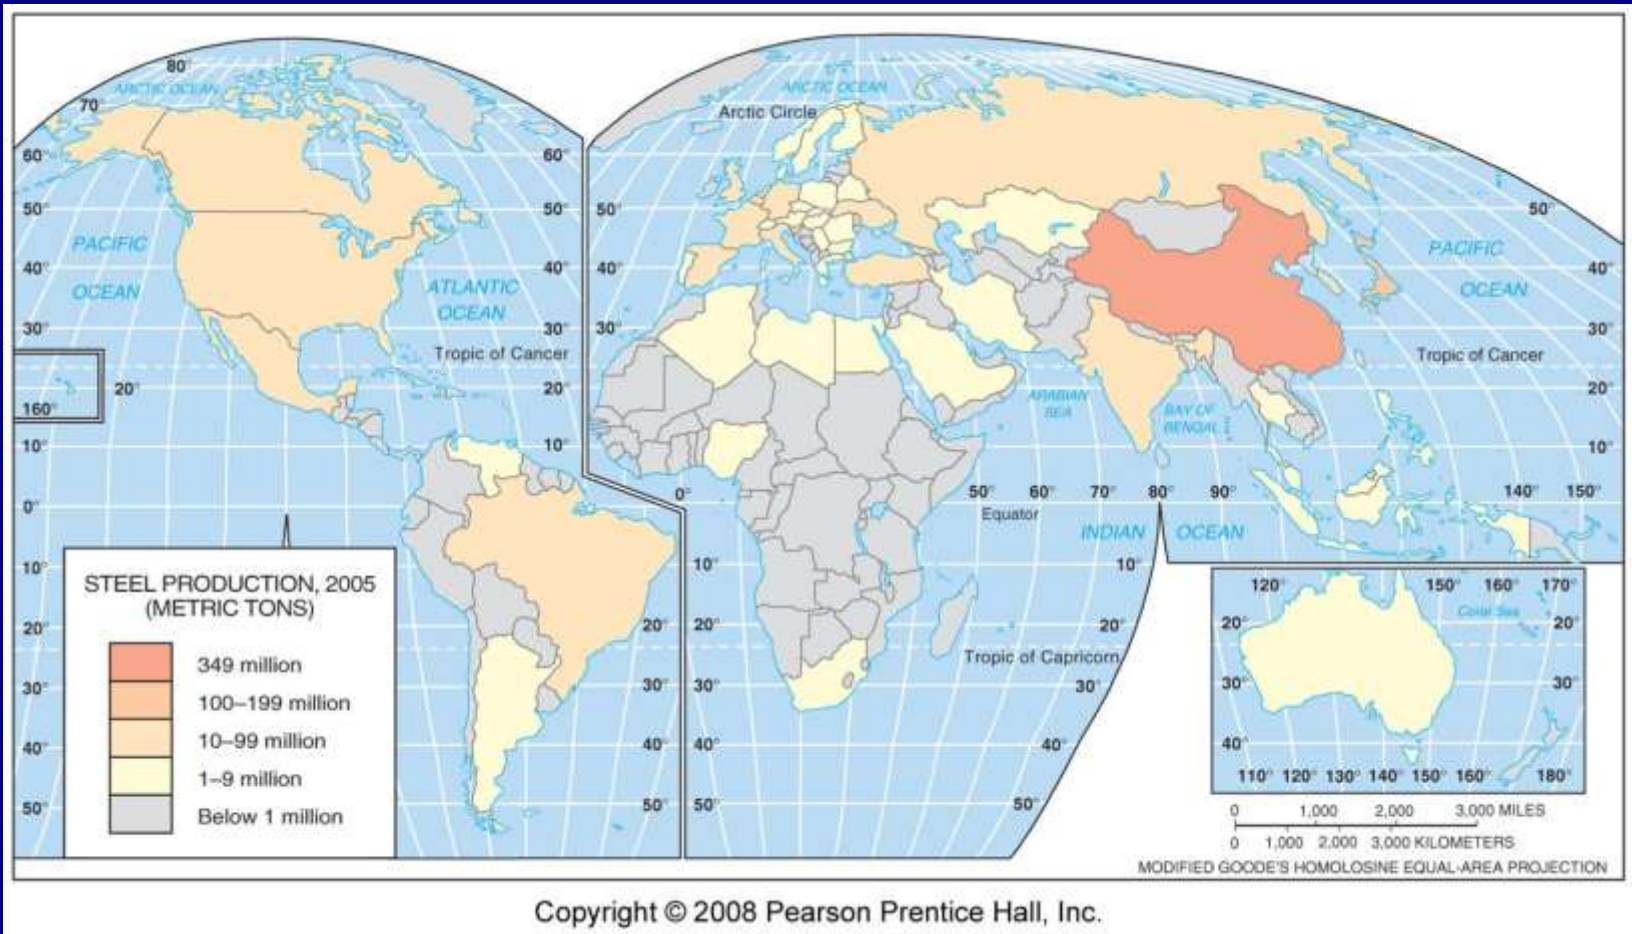 80°
ARCTIC OCEAN
ARCTIC OCEAN
70°
Arctic Circle
60°
60°
50°
50°
50°
50°
PACIFIC
OCEAN
40°
ATLANTIC
OCEAN
40°
40°
PACIFIC
OCEAN
40°
30°
30°
30°
30°
Tropic of Cancer
Tropic of Cancer
20°
160°
20°
20°
ARABIAN
SEA
BAY OF
BENGAL
10°
10°
10°
0°
0°
50°
60°
70°
80°
90°
140°
150°
Equator
INDIAN
OCEAN
10°
10°
10°
20°
20°
20°
20°
Tropic of Capricorn
30°
30°
30°
30°
40°
40°
40°
40°
50°
50°
50°
50°
STEEL PRODUCTION, 2005
(METRIC TONS)
349 million
100–199 million
10–99 million
1–9 million
Below 1 million
120°
150°
160°
170°
Coral Sea
20°
20°
30°
30°
40°
110°
120°
130°
140°
150°
160°
180°
0 1,000 2,000 3,000 MILES
0 1,000 2,000 3,000 KILOMETERS
MODIFIED GOODE'S HOMOLOSINE EQUAL-AREA PROJECTION
Copyright © 2008 Pearson Prentice Hall, Inc.